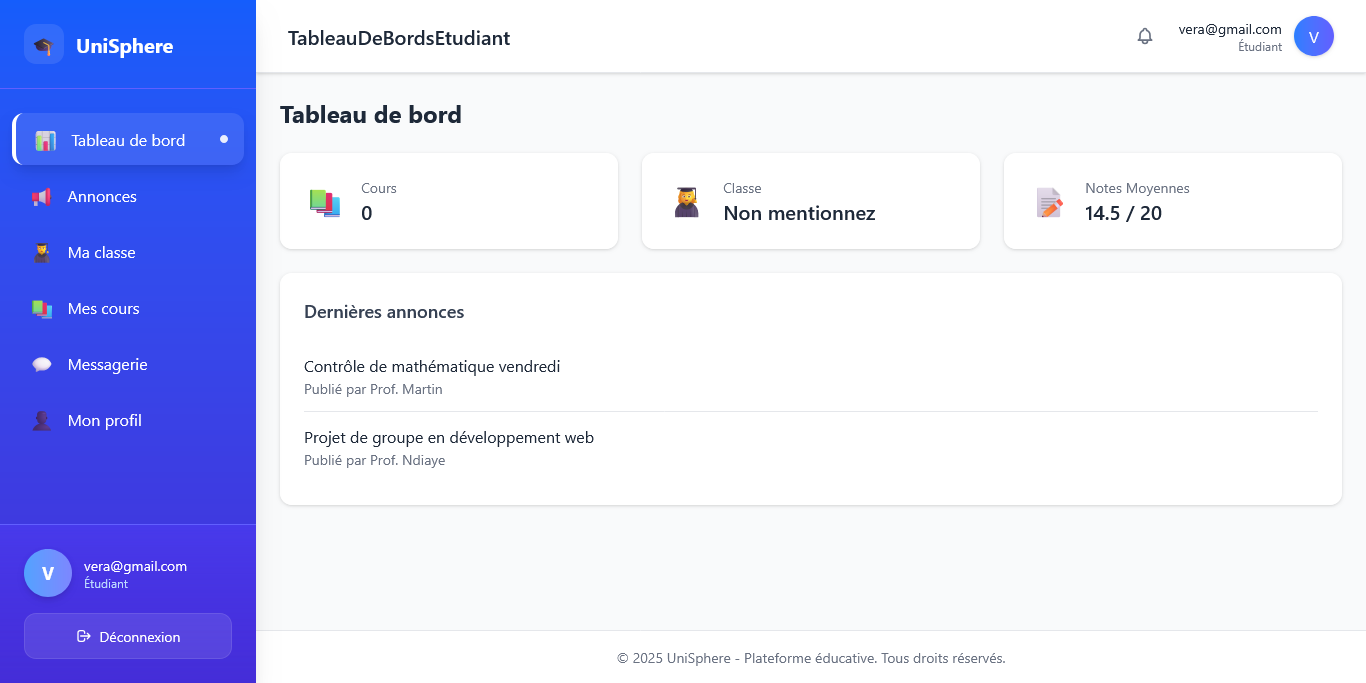 UniSphere
Tableau de bord
Annonces
Ma classe
Mes cours
Messagerie
Mon profil
V
vera@gmail.com
Étudiant
Déconnexion
TableauDeBordsEtudiant
vera@gmail.com
Étudiant
V
Tableau de bord
Cours
0
Classe
Non mentionnez
Notes Moyennes
14.5 / 20
Dernières annonces
Contrôle de mathématique vendredi
Publié par Prof. Martin
Projet de groupe en développement web
Publié par Prof. Ndiaye
© 2025 UniSphere - Plateforme éducative. Tous droits réservés.